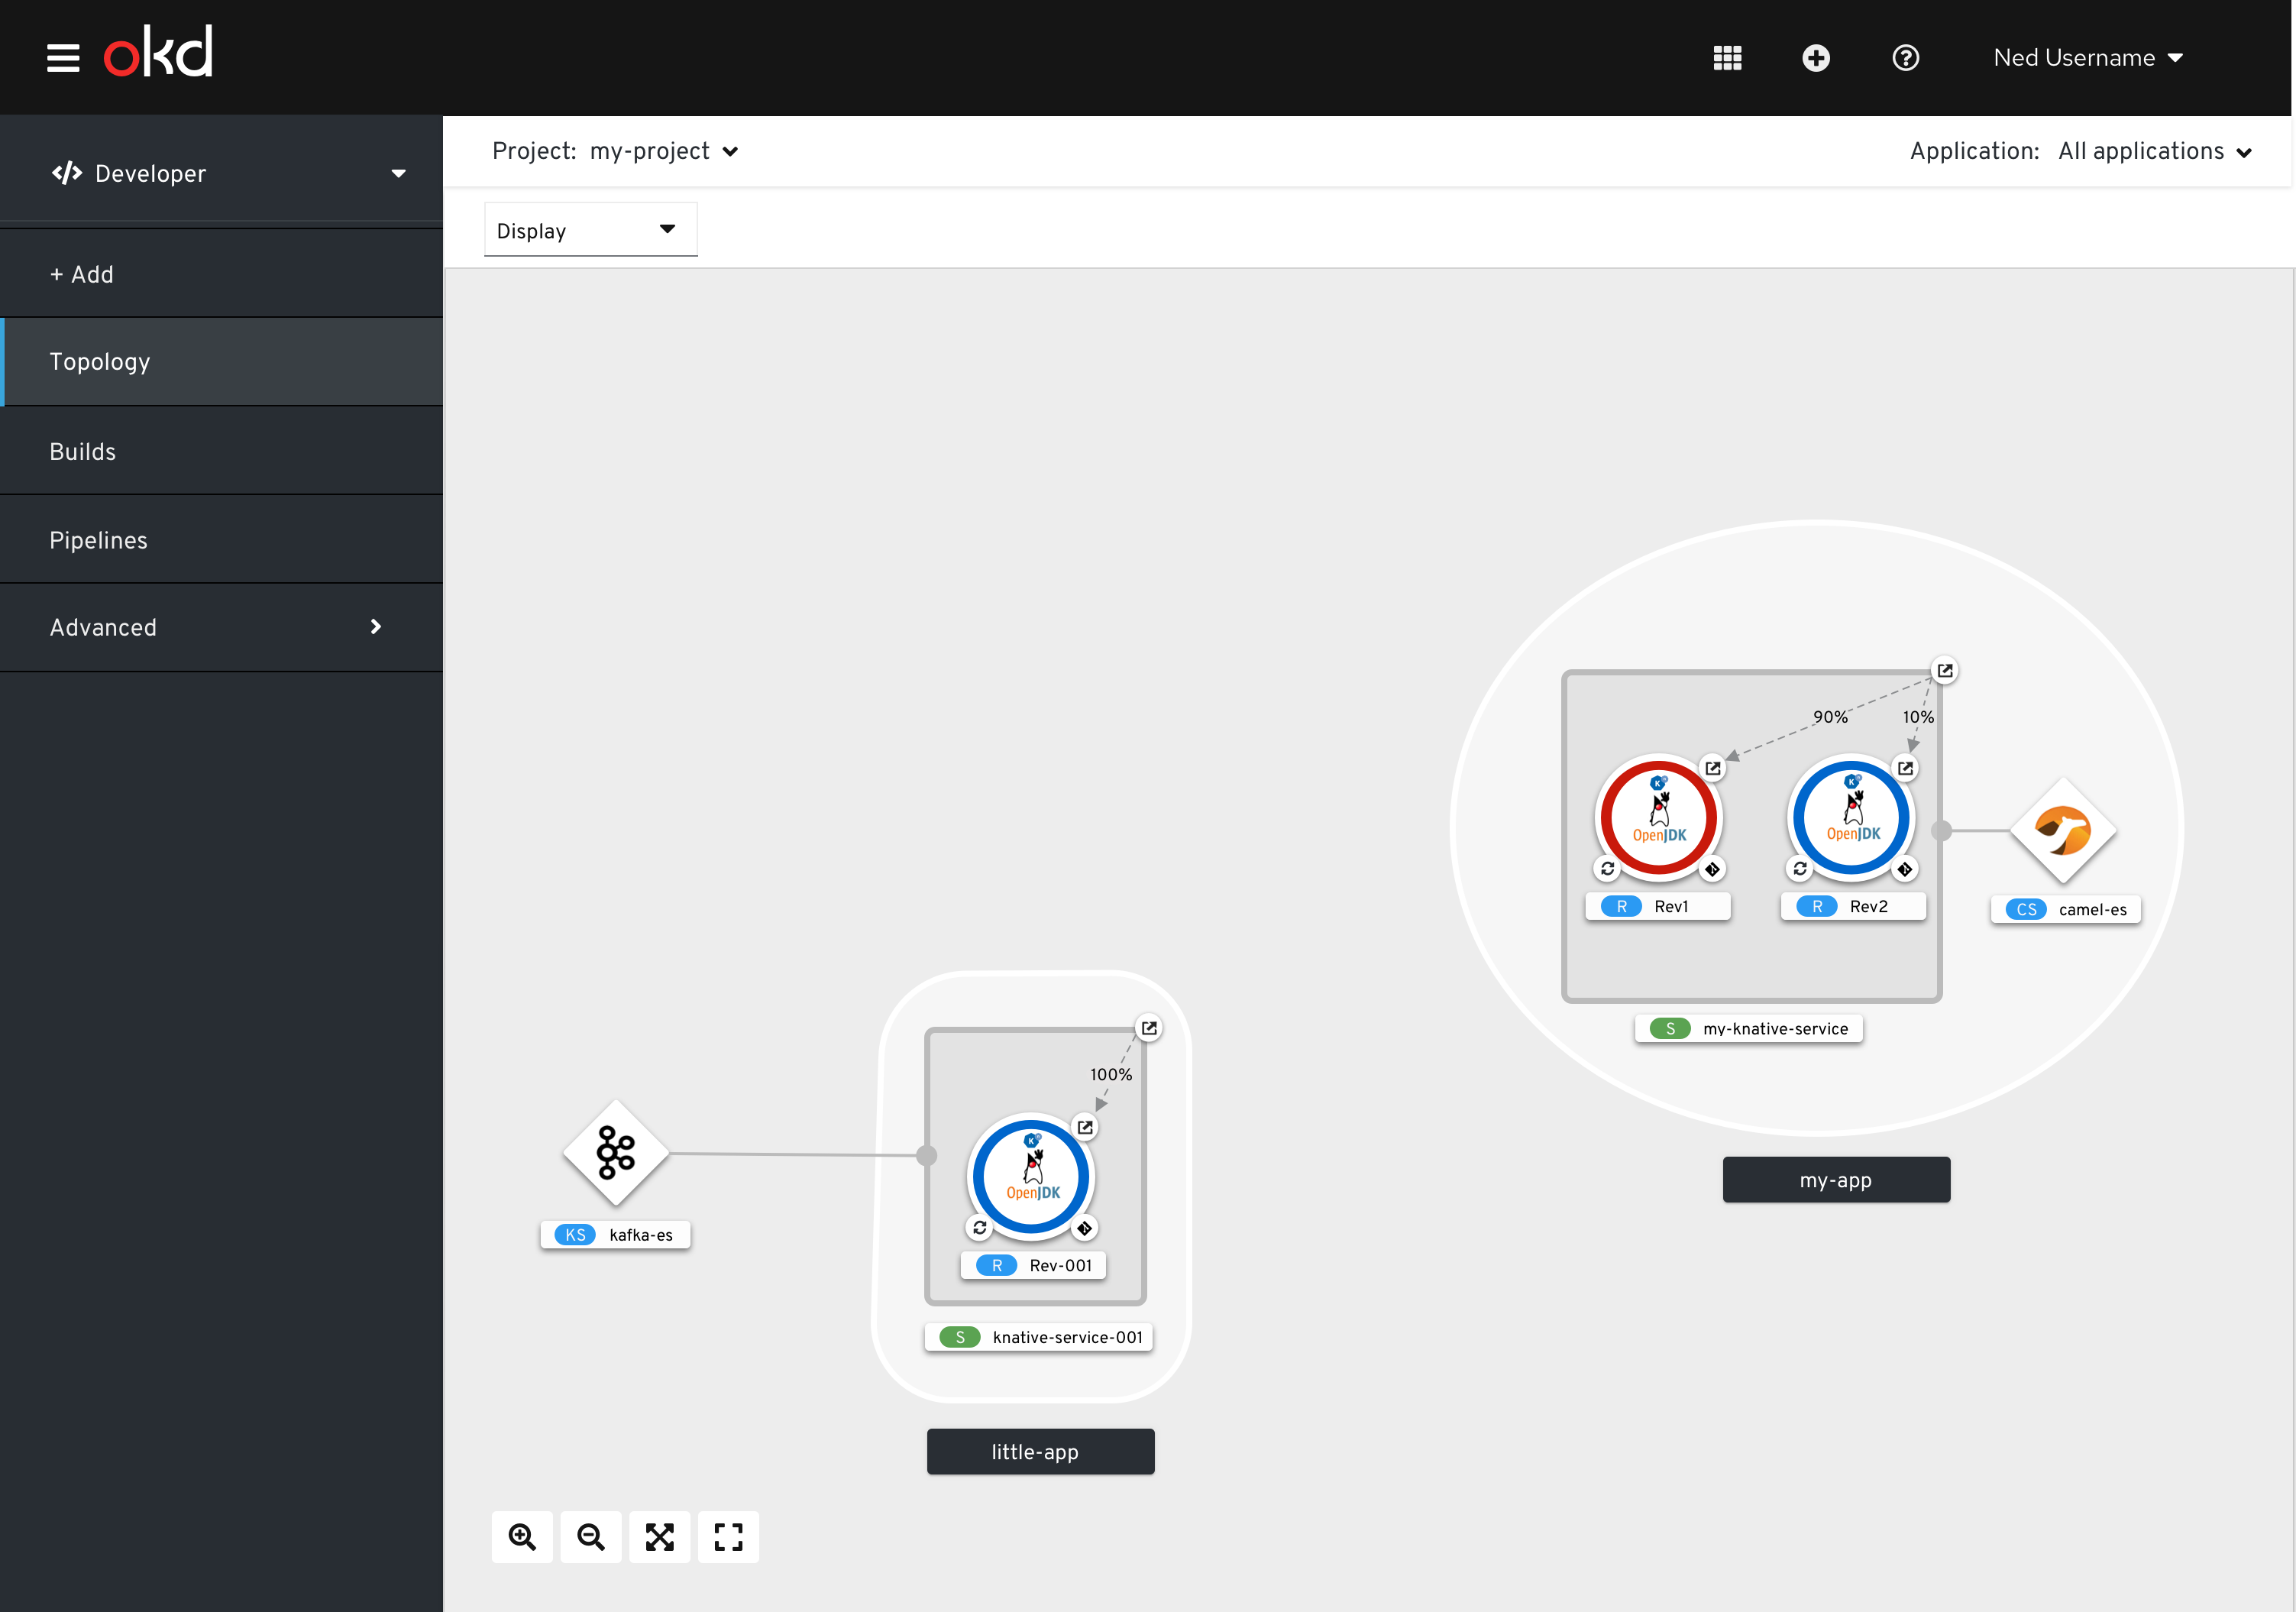 okd
Ned Username
Developer
+ Add
Topology
Builds
Pipelines
Advanced
Project: my-project
Application: All applications
Display
90%
10%
K
OpenJDK
K
OpenJDK
R Rev1
R Rev2
CS camel-es
S my-knative-service
my-app
100%
K
OpenJDK
KS kafka-es
R Rev-001
S knative-service-001
little-app